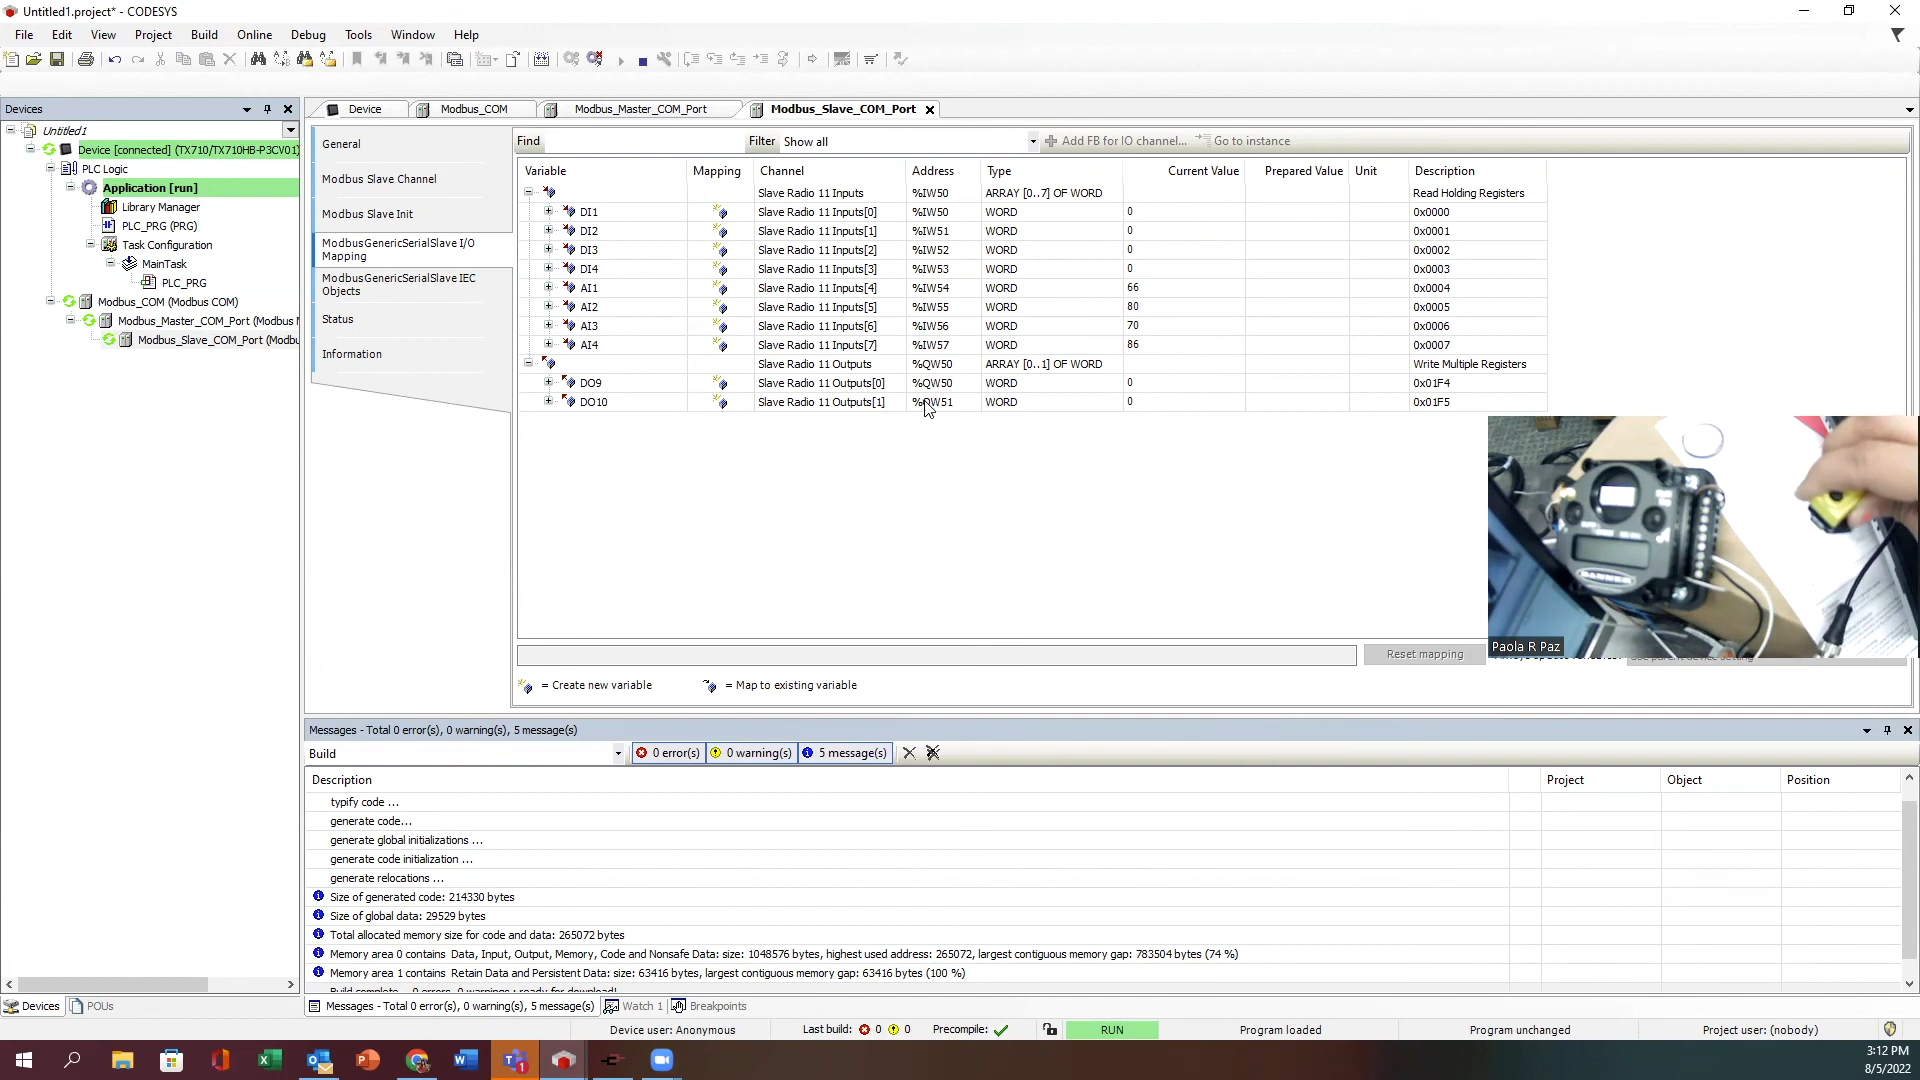 Untitled1.project* - CODESYS
File Edit View Project Build Online Debug Tools Window Help
Devices
Untitled1
Device [connected] (TX710/TX710HB-P3CV01)
PLC Logic
Application [run]
Library Manager
PLC_PRG (PRG)
Task Configuration
MainTask
PLC_PRG
Modbus_COM (Modbus COM)
Modbus_Master_COM_Port (Modbus M
Modbus_Slave_COM_Port (Modbu
Device Modbus_COM Modbus_Master_COM_Port Modbus_Slave_COM_Port
General
Modbus Slave Channel
Modbus Slave Init
ModbusGenericSerialSlave I/O
Mapping
ModbusGenericSerialSlave IEC
Objects
Status
Information
Find Filter Show all Add FB for IO channel... Go to instance
Variable Mapping Channel Address Type Current Value Prepared Value Unit Description
Slave Radio 11 Inputs %IW50 ARRAY [0..7] OF WORD Read Holding Registers
DI1 Slave Radio 11 Inputs[0] %IW50 WORD 0 0x0000
DI2 Slave Radio 11 Inputs[1] %IW51 WORD 0 0x0001
DI3 Slave Radio 11 Inputs[2] %IW52 WORD 0 0x0002
DI4 Slave Radio 11 Inputs[3] %IW53 WORD 0 0x0003
AI1 Slave Radio 11 Inputs[4] %IW54 WORD 66 0x0004
AI2 Slave Radio 11 Inputs[5] %IW55 WORD 80 0x0005
AI3 Slave Radio 11 Inputs[6] %IW56 WORD 70 0x0006
AI4 Slave Radio 11 Inputs[7] %IW57 WORD 86 0x0007
Slave Radio 11 Outputs %QW50 ARRAY [0..1] OF WORD Write Multiple Registers
DO9 Slave Radio 11 Outputs[0] %QW50 WORD 0 0x01F4
DO10 Slave Radio 11 Outputs[1] %QW51 WORD 0 0x01F5
BANNER
Paola R Paz
Reset mapping
= Create new variable = Map to existing variable
Messages - Total 0 error(s), 0 warning(s), 5 message(s)
Build 0 error(s) 0 warning(s) 5 message(s)
Description Project Object Position
typify code ...
generate code...
generate global initializations ...
generate code initialization ...
generate relocations ...
Size of generated code: 214330 bytes
Size of global data: 29529 bytes
Total allocated memory size for code and data: 265072 bytes
Memory area 0 contains Data, Input, Output, Memory, Code and Nonsafe Data: size: 1048576 bytes, highest used address: 265072, largest contiguous memory gap: 783504 bytes (74 %)
Memory area 1 contains Retain Data and Persistent Data: size: 63416 bytes, largest contiguous memory gap: 63416 bytes (100 %)
Build complete -- 0 errors, 0 warnings : ready for download!
Devices POUs
Messages - Total 0 error(s), 0 warning(s), 5 message(s) Watch 1 Breakpoints
Device user: Anonymous Last build: 0 0 Precompile: RUN Program loaded Program unchanged Project user: (nobody)
3:12 PM
8/5/2022